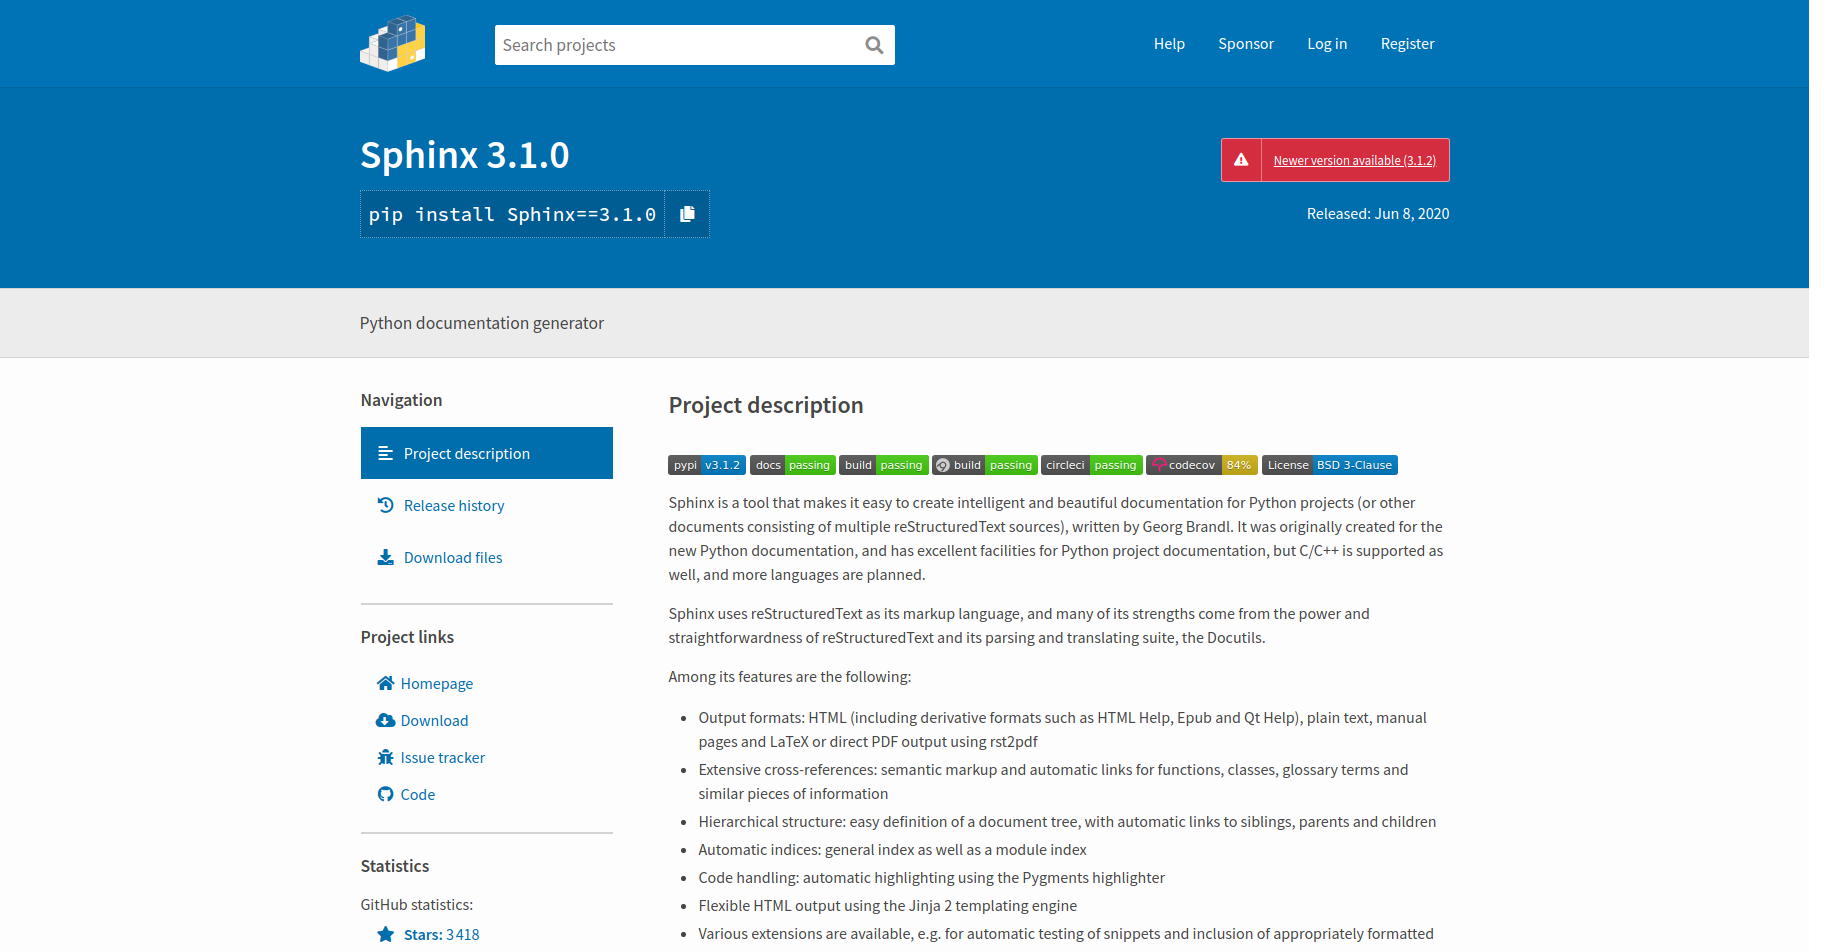 Search projects
Help
Sponsor
Log in
Register
Sphinx 3.1.0
pip install Sphinx==3.1.0
Newer version available (3.1.2)
Released: Jun 8, 2020
Python documentation generator
Navigation
Project description
Release history
Download files
Project links
Homepage
Download
Issue tracker
Code
Statistics
GitHub statistics:
Stars: 3418
Project description
pypi v3.1.2 docs passing build passing build passing circleci passing codecov 84% License BSD 3-Clause
Sphinx is a tool that makes it easy to create intelligent and beautiful documentation for Python projects (or other
documents consisting of multiple reStructuredText sources), written by Georg Brandl. It was originally created for the
new Python documentation, and has excellent facilities for Python project documentation, but C/C++ is supported as
well, and more languages are planned.
Sphinx uses reStructuredText as its markup language, and many of its strengths come from the power and
straightforwardness of reStructuredText and its parsing and translating suite, the Docutils.
Among its features are the following:
• Output formats: HTML (including derivative formats such as HTML Help, Epub and Qt Help), plain text, manual
pages and LaTeX or direct PDF output using rst2pdf
• Extensive cross-references: semantic markup and automatic links for functions, classes, glossary terms and
similar pieces of information
• Hierarchical structure: easy definition of a document tree, with automatic links to siblings, parents and children
• Automatic indices: general index as well as a module index
• Code handling: automatic highlighting using the Pygments highlighter
• Flexible HTML output using the Jinja 2 templating engine
• Various extensions are available, e.g. for automatic testing of snippets and inclusion of appropriately formatted